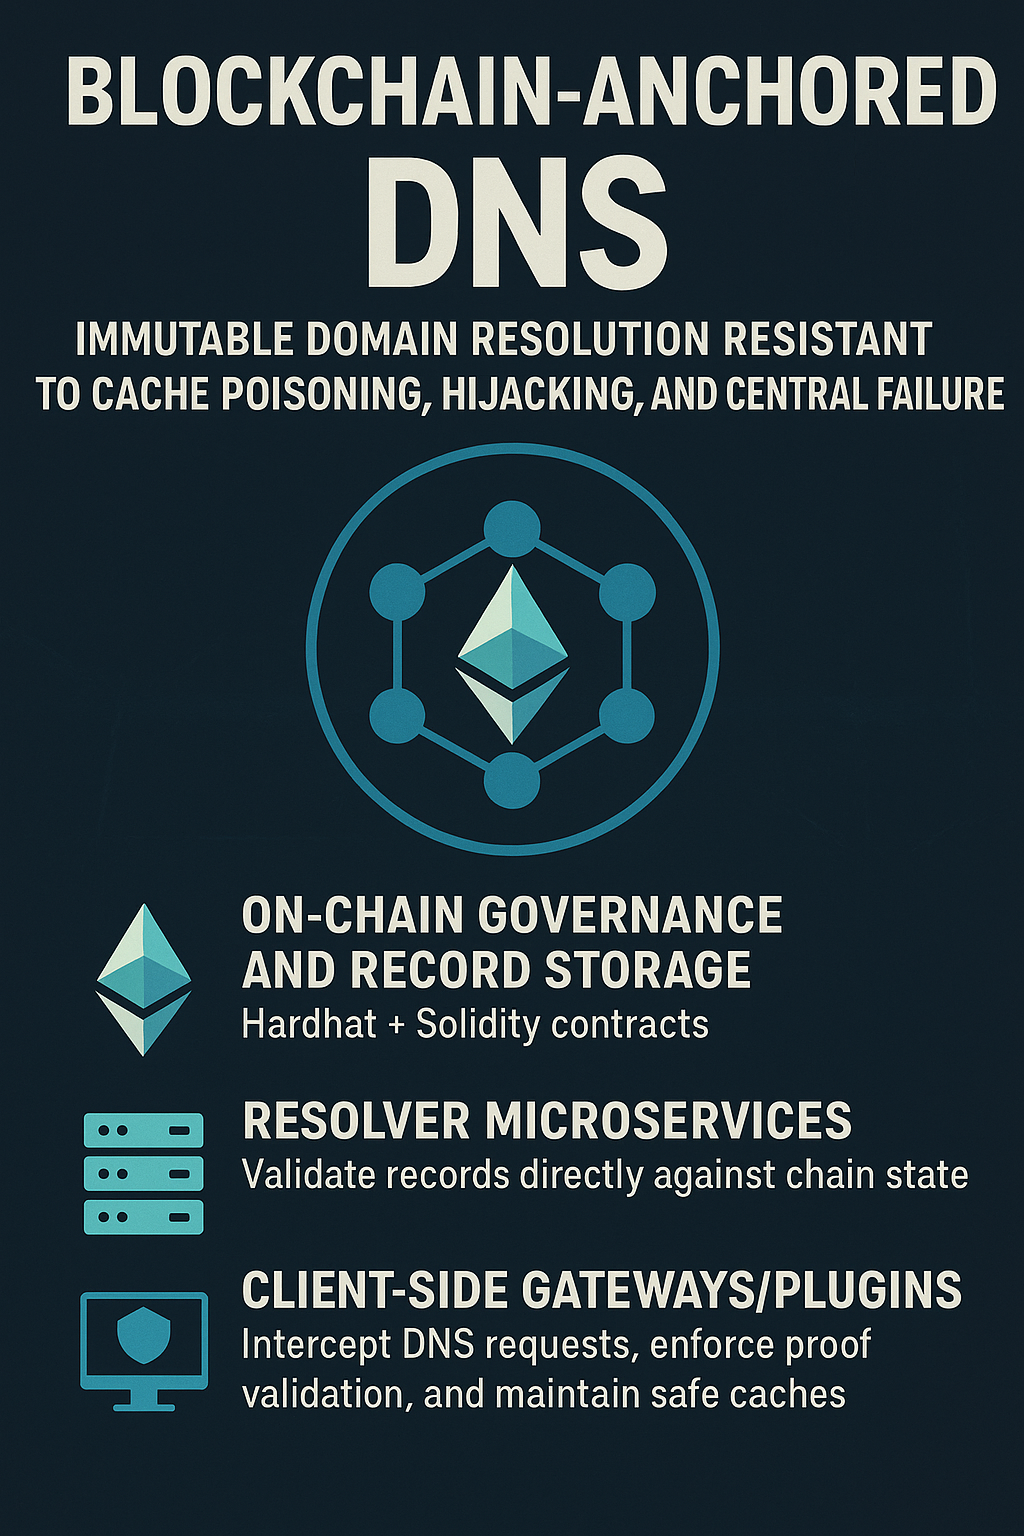 BLOCKCHAIN-ANCHORED
DNS
IMMUTABLE DOMAIN RESOLUTION RESISTANT
TO CACHE POISONING, HIJACKING, AND CENTRAL FAILURE
ON-CHAIN GOVERNANCE
AND RECORD STORAGE
Hardhat + Solidity contracts
RESOLVER MICROSERVICES
Validate records directly against chain state
CLIENT-SIDE GATEWAYS/PLUGINS
Intercept DNS requests, enforce proof
validation, and maintain safe caches